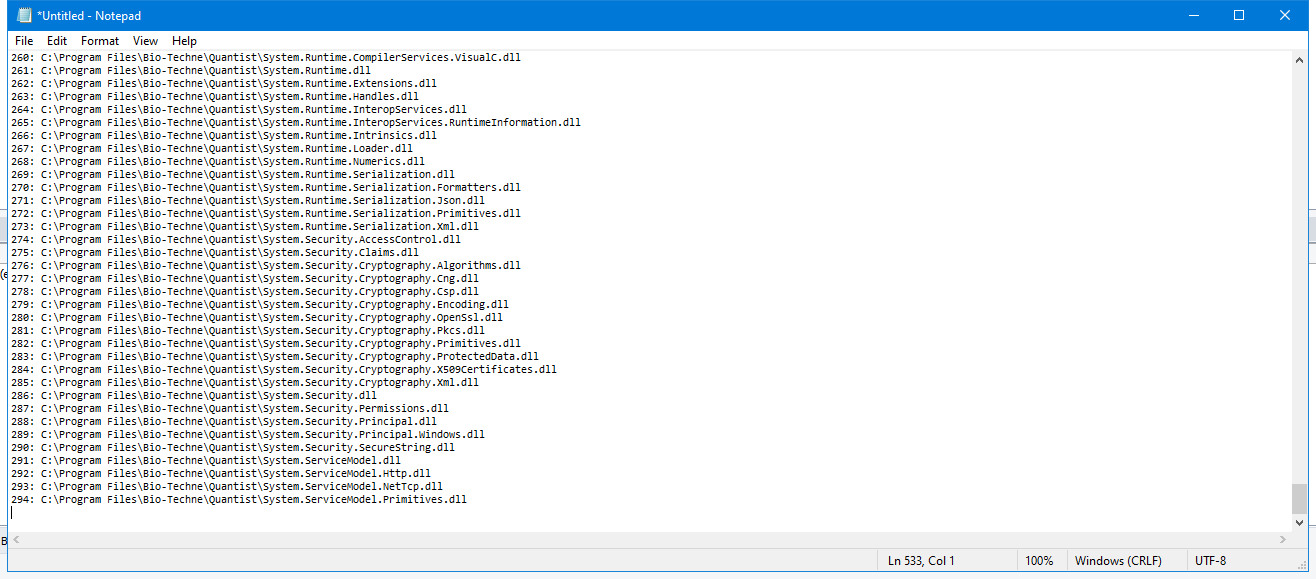 *Untitled - Notepad
File Edit Format View Help
260: C:\Program Files\Bio-Techne\Quantist\System.Runtime.CompilerServices.VisualC.dll
261: C:\Program Files\Bio-Techne\Quantist\System.Runtime.dll
262: C:\Program Files\Bio-Techne\Quantist\System.Runtime.Extensions.dll
263: C:\Program Files\Bio-Techne\Quantist\System.Runtime.Handles.dll
264: C:\Program Files\Bio-Techne\Quantist\System.Runtime.InteropServices.dll
265: C:\Program Files\Bio-Techne\Quantist\System.Runtime.InteropServices.RuntimeInformation.dll
266: C:\Program Files\Bio-Techne\Quantist\System.Runtime.Intrinsics.dll
267: C:\Program Files\Bio-Techne\Quantist\System.Runtime.Loader.dll
268: C:\Program Files\Bio-Techne\Quantist\System.Runtime.Numerics.dll
269: C:\Program Files\Bio-Techne\Quantist\System.Runtime.Serialization.dll
270: C:\Program Files\Bio-Techne\Quantist\System.Runtime.Serialization.Formatters.dll
271: C:\Program Files\Bio-Techne\Quantist\System.Runtime.Serialization.Json.dll
272: C:\Program Files\Bio-Techne\Quantist\System.Runtime.Serialization.Primitives.dll
273: C:\Program Files\Bio-Techne\Quantist\System.Runtime.Serialization.Xml.dll
274: C:\Program Files\Bio-Techne\Quantist\System.Security.AccessControl.dll
275: C:\Program Files\Bio-Techne\Quantist\System.Security.Claims.dll
276: C:\Program Files\Bio-Techne\Quantist\System.Security.Cryptography.Algorithms.dll
277: C:\Program Files\Bio-Techne\Quantist\System.Security.Cryptography.Cng.dll
278: C:\Program Files\Bio-Techne\Quantist\System.Security.Cryptography.Csp.dll
279: C:\Program Files\Bio-Techne\Quantist\System.Security.Cryptography.Encoding.dll
280: C:\Program Files\Bio-Techne\Quantist\System.Security.Cryptography.OpenSsl.dll
281: C:\Program Files\Bio-Techne\Quantist\System.Security.Cryptography.Pkcs.dll
282: C:\Program Files\Bio-Techne\Quantist\System.Security.Cryptography.Primitives.dll
283: C:\Program Files\Bio-Techne\Quantist\System.Security.Cryptography.ProtectedData.dll
284: C:\Program Files\Bio-Techne\Quantist\System.Security.Cryptography.X509Certificates.dll
285: C:\Program Files\Bio-Techne\Quantist\System.Security.Cryptography.Xml.dll
286: C:\Program Files\Bio-Techne\Quantist\System.Security.dll
287: C:\Program Files\Bio-Techne\Quantist\System.Security.Permissions.dll
288: C:\Program Files\Bio-Techne\Quantist\System.Security.Principal.dll
289: C:\Program Files\Bio-Techne\Quantist\System.Security.Principal.Windows.dll
290: C:\Program Files\Bio-Techne\Quantist\System.Security.SecureString.dll
291: C:\Program Files\Bio-Techne\Quantist\System.ServiceModel.dll
292: C:\Program Files\Bio-Techne\Quantist\System.ServiceModel.Http.dll
293: C:\Program Files\Bio-Techne\Quantist\System.ServiceModel.NetTcp.dll
294: C:\Program Files\Bio-Techne\Quantist\System.ServiceModel.Primitives.dll
Ln 533, Col 1 100% Windows (CRLF) UTF-8